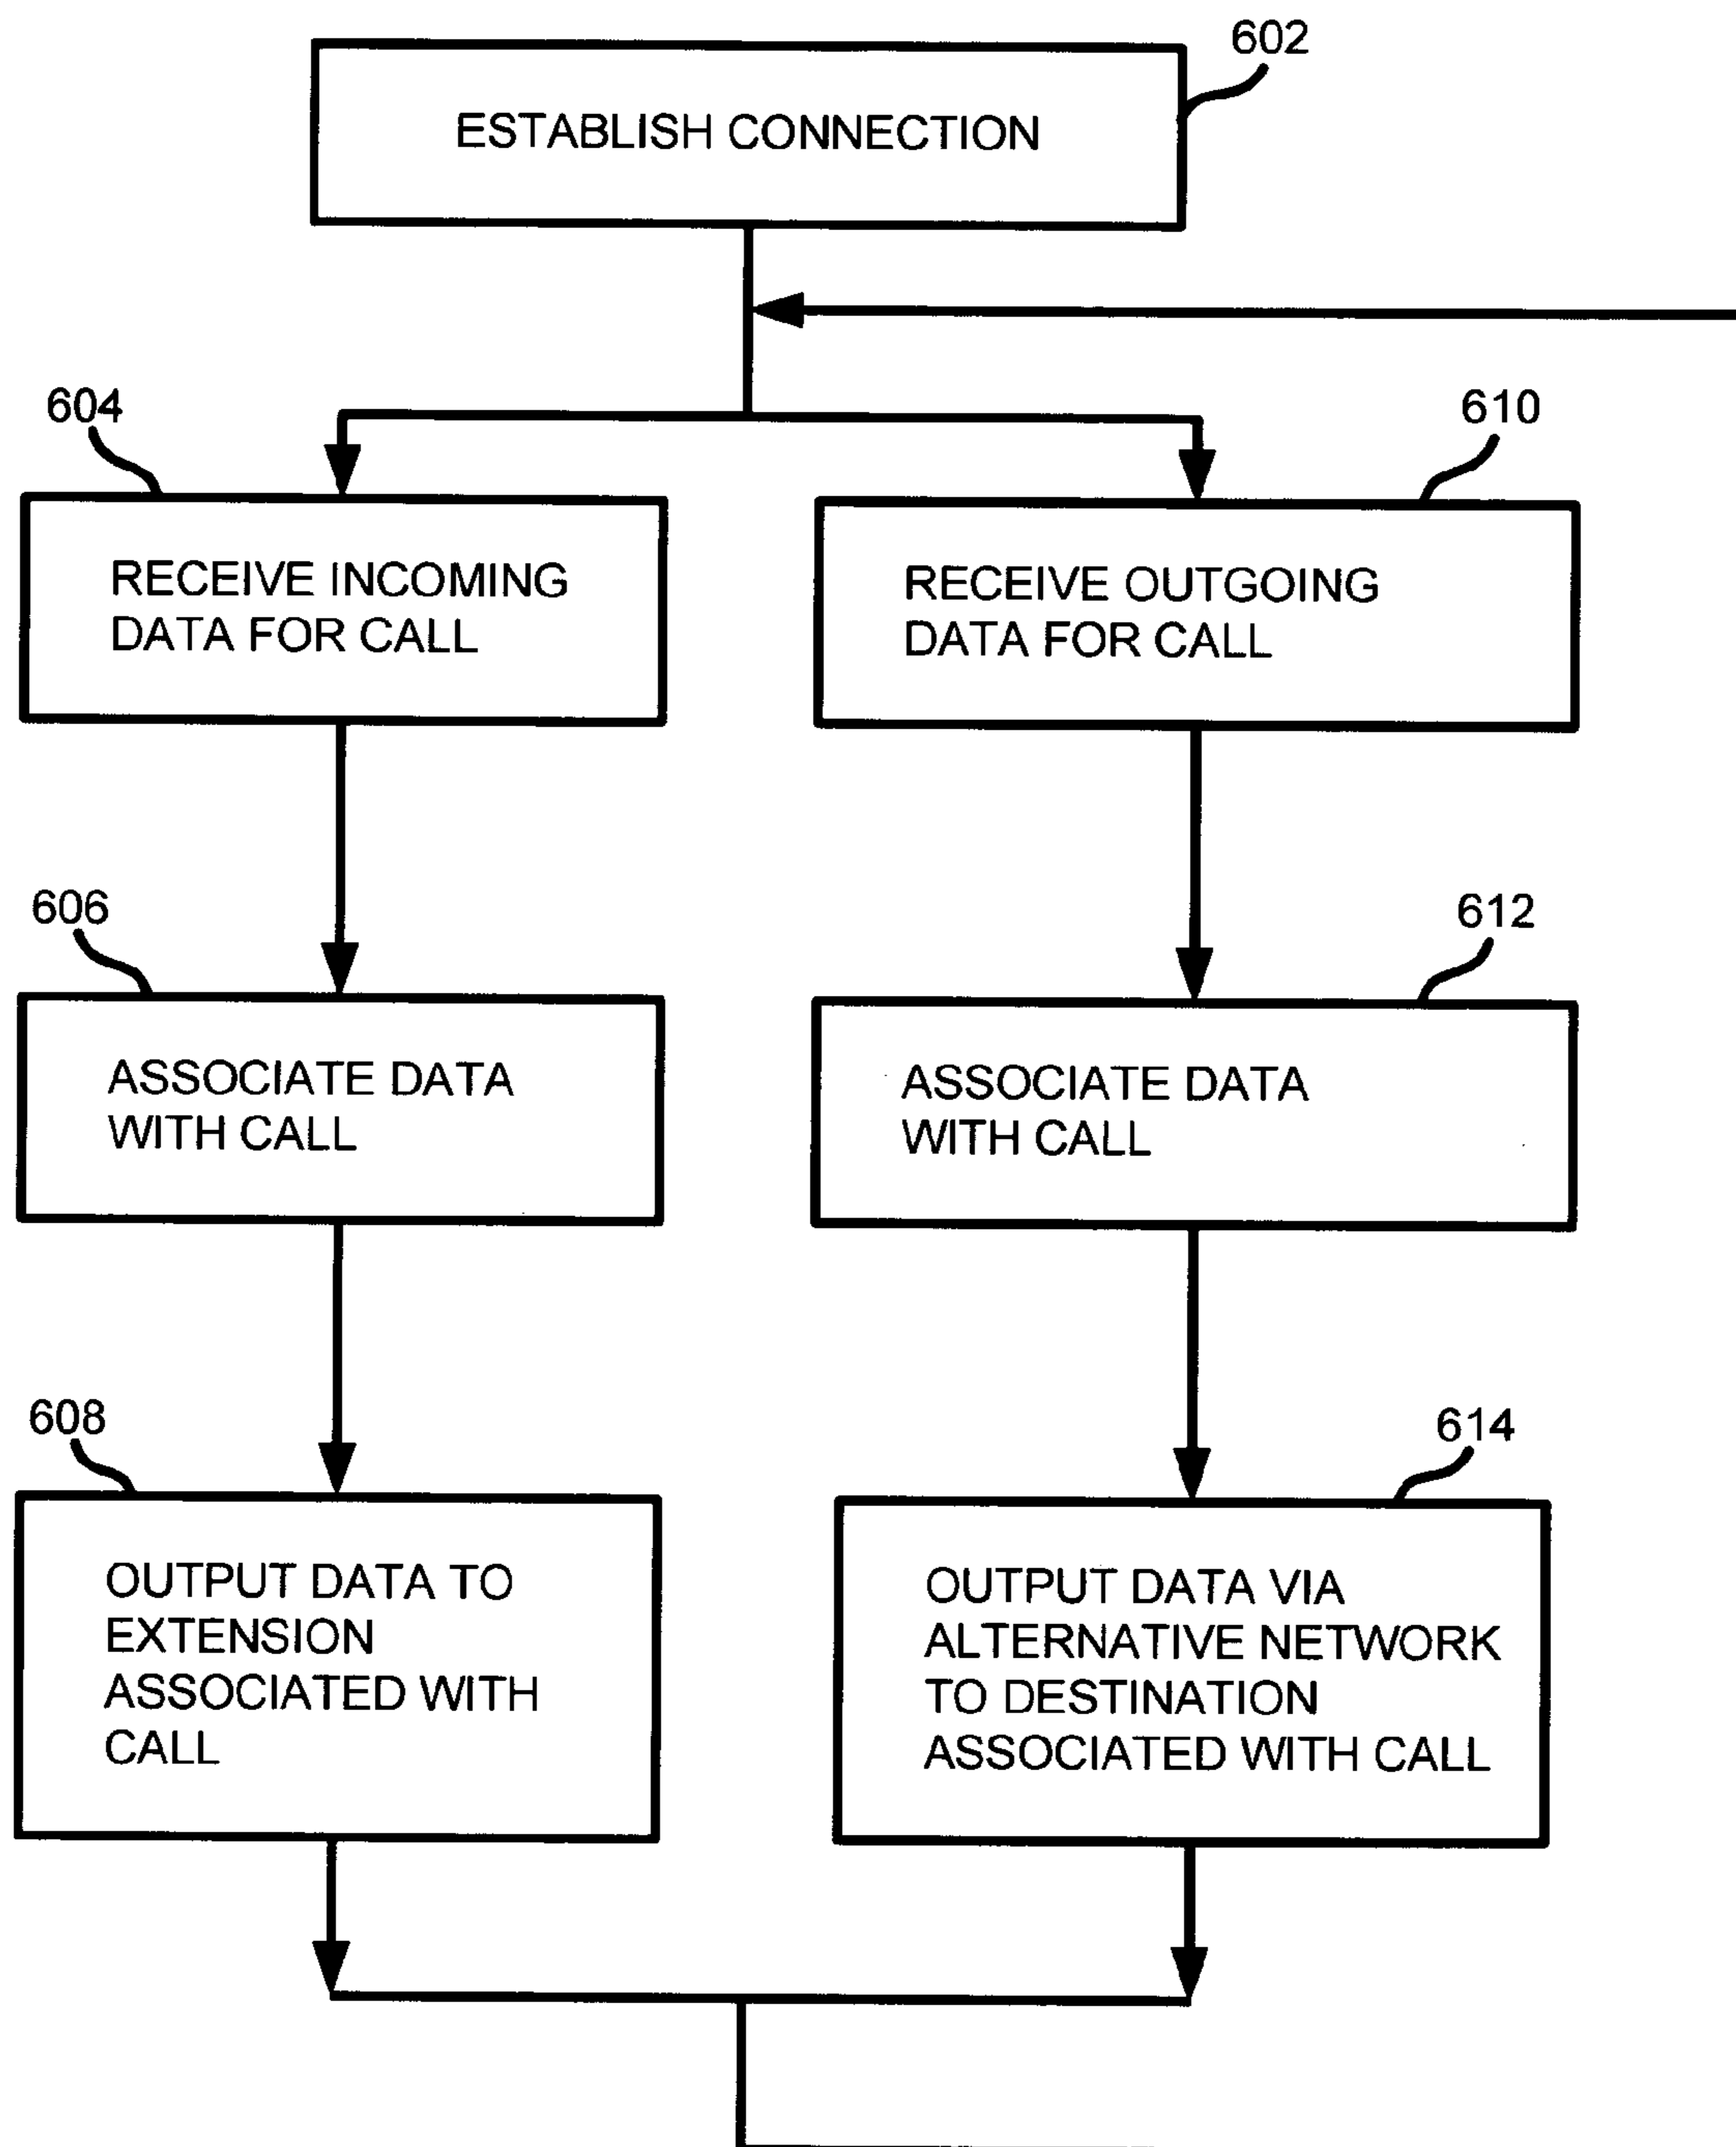 602
ESTABLISH CONNECTION
604
610
RECEIVE INCOMING
DATA FOR CALL
RECEIVE OUTGOING
DATA FOR CALL
606
612
ASSOCIATE DATA
WITH CALL
ASSOCIATE DATA
WITH CALL
608
614
OUTPUT DATA TO
EXTENSION
ASSOCIATED WITH
CALL
OUTPUT DATA VIA
ALTERNATIVE NETWORK
TO DESTINATION
ASSOCIATED WITH CALL